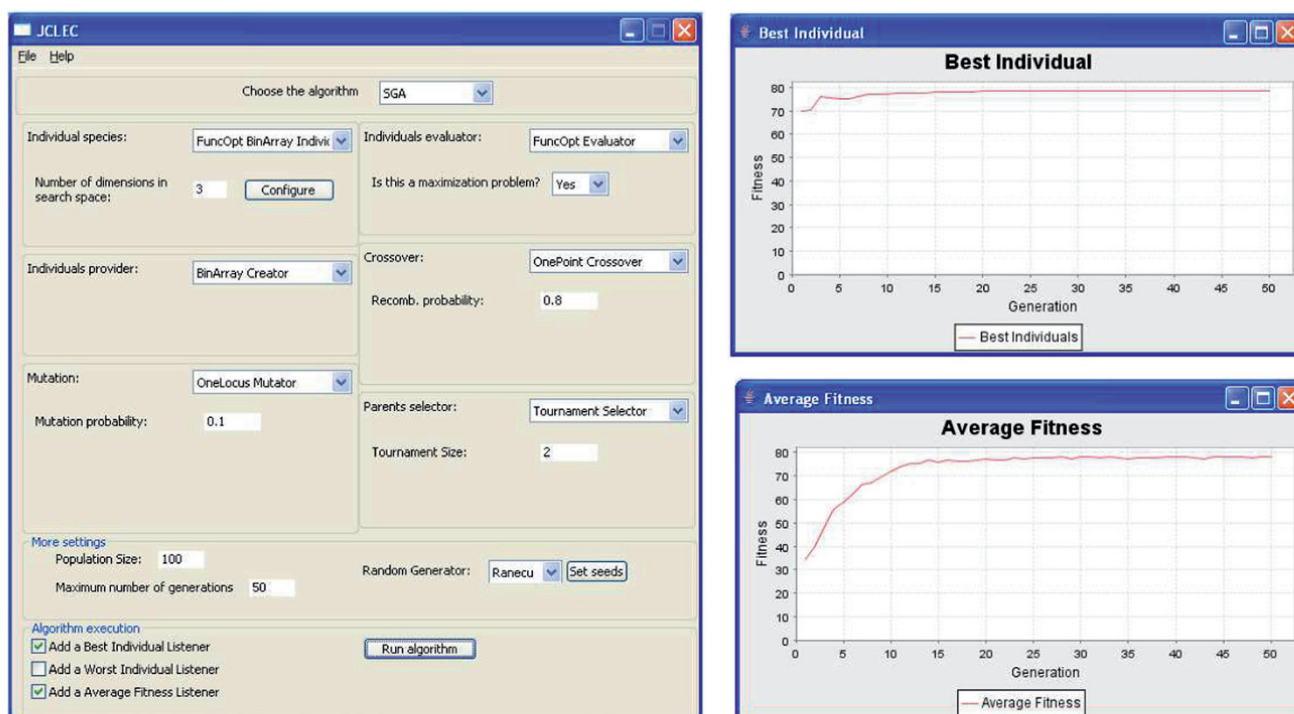 JCLEC
File Help
Choose the algorithm SGA
Individual species: FuncOpt BinArray Individ
Number of dimensions in search space: 3 Configure
Individuals evaluator: FuncOpt Evaluator
Is this a maximization problem? Yes
Individuals provider: BinArray Creator
Crossover: OnePoint Crossover
Recomb. probability: 0.8
Mutation: OneLocus Mutator
Mutation probability: 0.1
Parents selector: Tournament Selector
Tournament Size: 2
More settings
Population Size: 100
Maximum number of generations 50
Random Generator: Ranecu Set seeds
Algorithm execution
Add a Best Individual Listener
Add a Worst Individual Listener
Add a Average Fitness Listener
Run algorithm
Best Individual
Best Individual
80
70
60
50
40
30
20
10
0
Fitness
0 5 10 15 20 25 30 35 40 45 50
Generation
Best Individuals
Average Fitness
Average Fitness
80
70
60
50
40
30
20
10
0
Fitness
0 5 10 15 20 25 30 35 40 45 50
Generation
Average Fitness